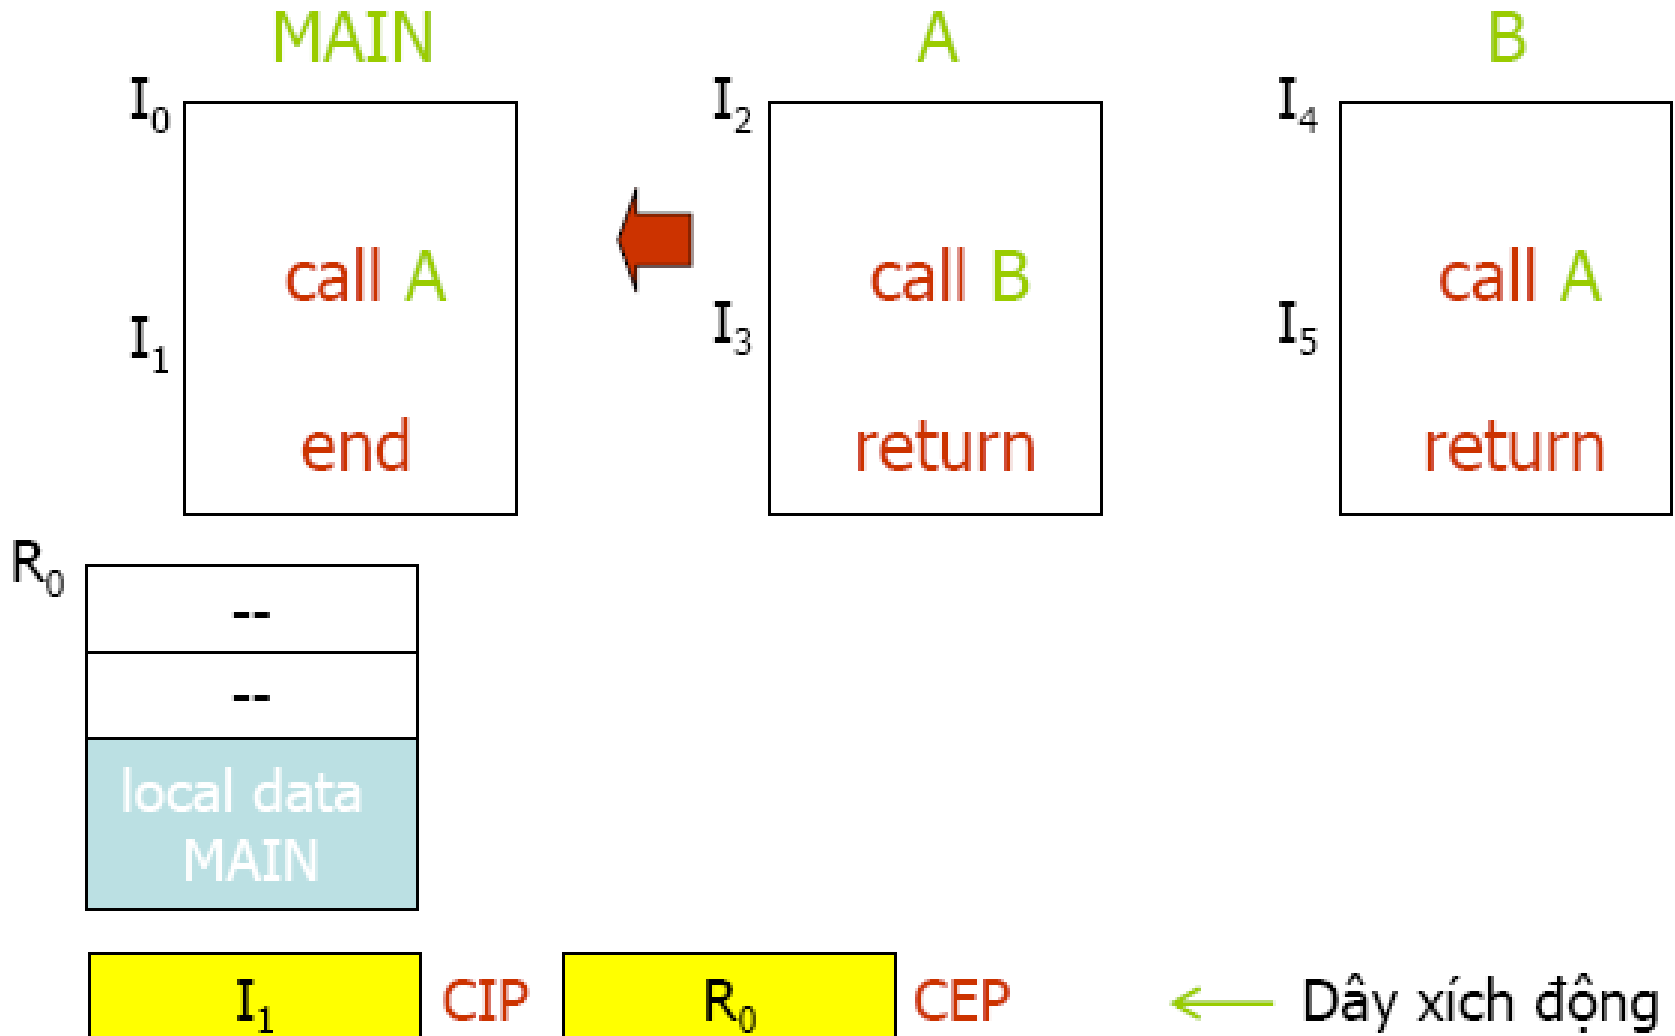 MAIN A B
I₀ I₂ I₄
call A call B call A
I₁ I₃ I₅
end return return
R₀
--
--
local data
MAIN
I₁ CIP R₀ CEP ← Dây xích động